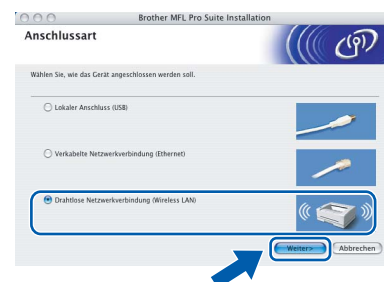 Brother MFL Pro Suite Installation
Anschlussart
Wählen Sie, wie das Gerät angeschlossen werden soll.
Lokaler Anschluss (USB)
Verkabelte Netzwerkverbindung (Ethernet)
Drahtlose Netzwerkverbindung (Wireless LAN)
Weiter>
Abbrechen